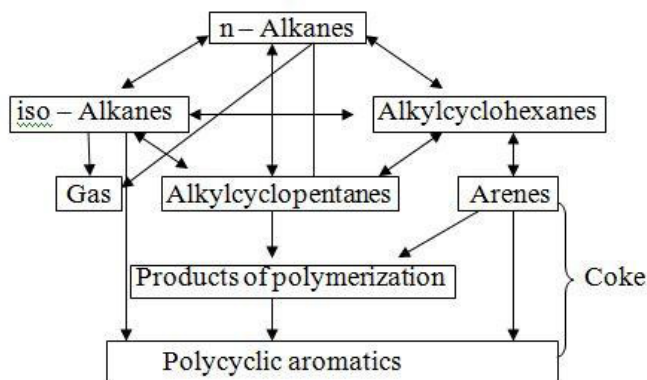 n – Alkanes
iso – Alkanes
Alkylcyclohexanes
Gas
Alkylcyclopentanes
Arenes
Products of polymerization
Coke
Polycyclic aromatics